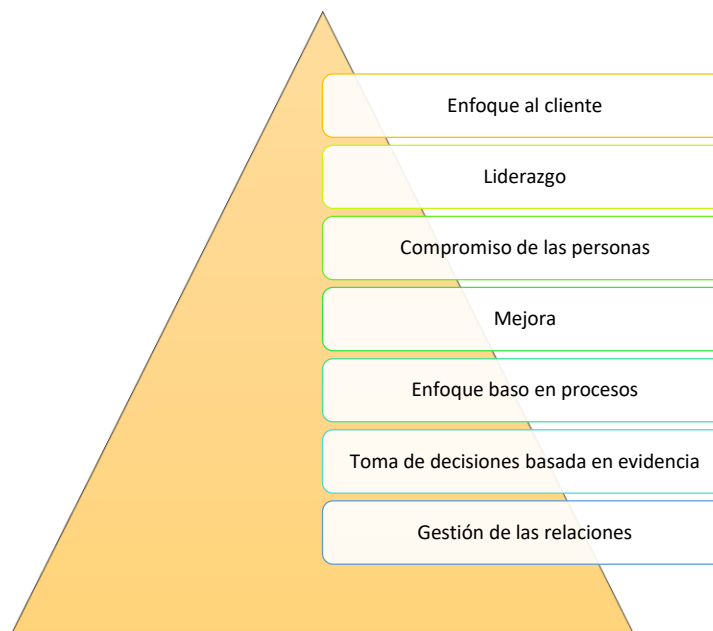 Enfoque al cliente
Liderazgo
Compromiso de las personas
Mejora
Enfoque baso en procesos
Toma de decisiones basada en evidencia
Gestión de las relaciones